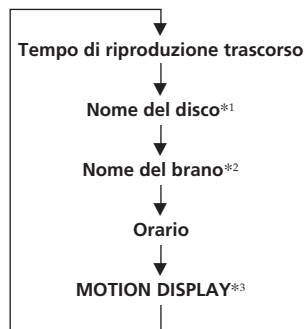 Tempo di riproduzione trascorso
Nome del disco*1
Nome del brano*2
Orario
MOTION DISPLAY*3